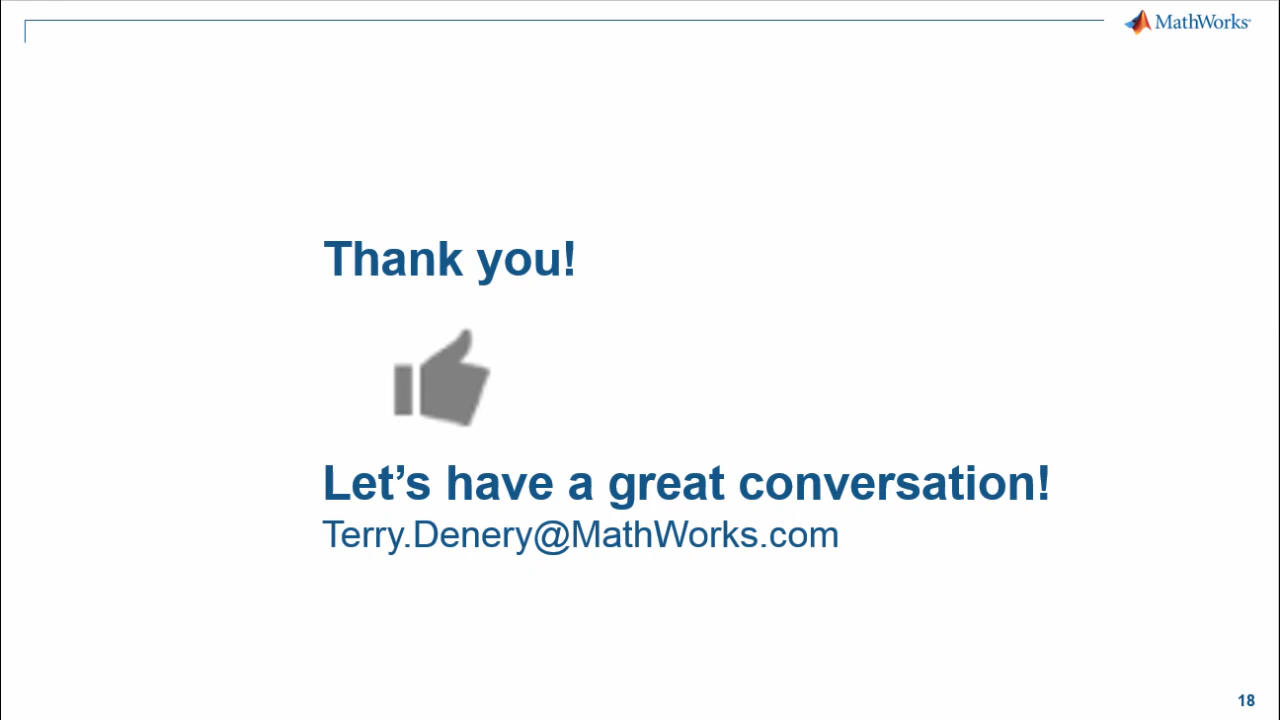 MathWorks®
Thank you!
Let’s have a great conversation!
Terry.Denery@MathWorks.com
18